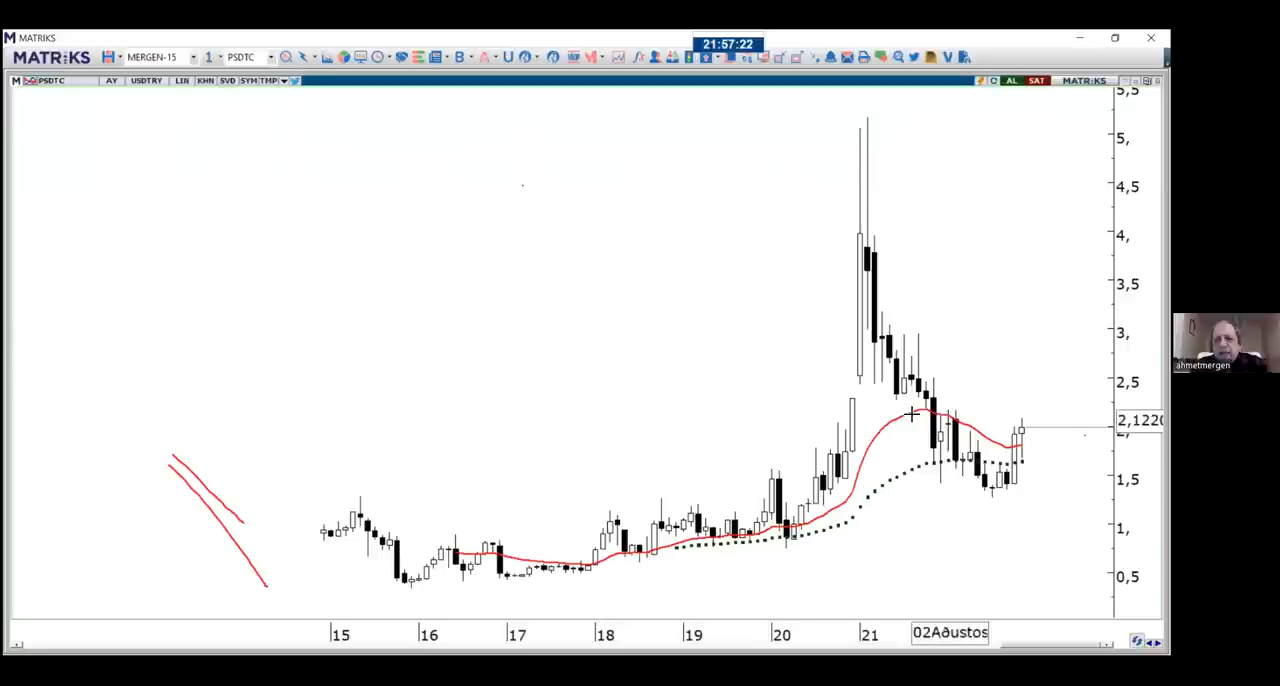 MATRIKS
21:57:22
MATRIKS MERGEN-15 1 PSDTC B A U M V
M PSDTC AY USDTRY LIN KHN SVD SYM THP C AL SAT MATRIKS
5,5
5,
4,5
4,
3,5
3,
2,5
2,1220
2,
1,5
1,
0,5
15 16 17 18 19 20 21 02Aðustos
ahmetmergen